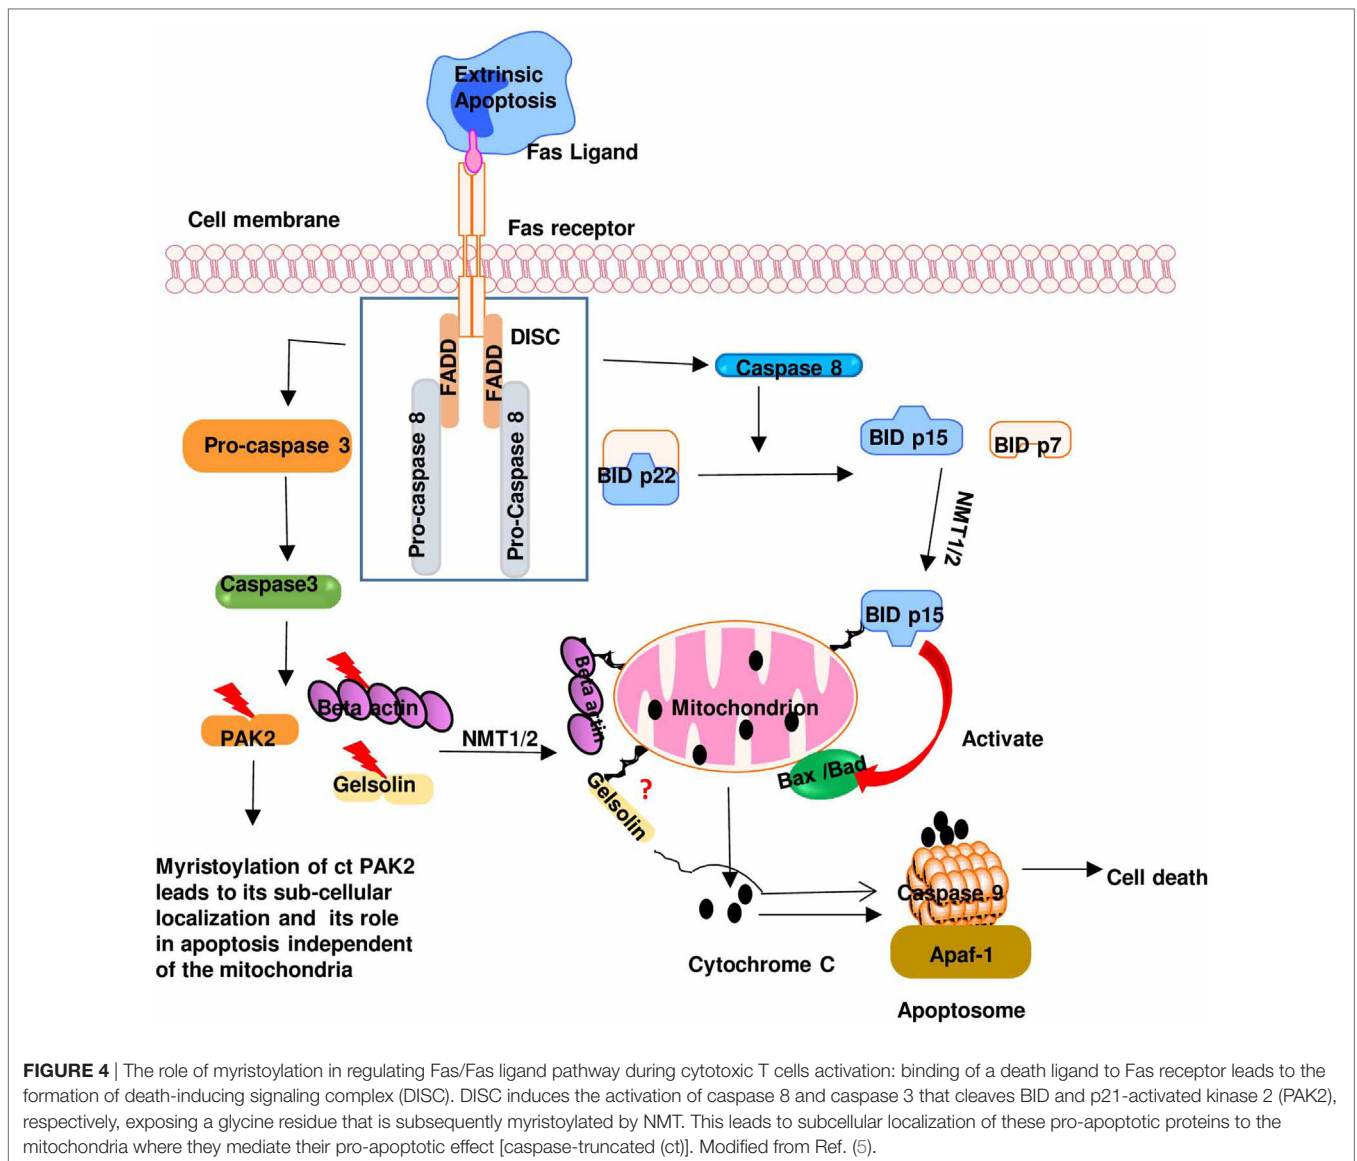 Extrinsic
Apoptosis
Fas Ligand
Cell membrane
Fas receptor
DISC
FADD
FADD
Caspase 8
Pro-caspase 3
Pro-caspase 8
Pro-Caspase 8
BID p22
BID p15
BID p7
NMT1/2
Caspase3
BID p15
Beta actin
Beta actin
Mitochondrion
PAK2
NMT1/2
Activate
Gelsolin
Gelsolin
?
Bax /Bad
Myristoylation of ct PAK2
leads to its sub-cellular
localization and its role
in apoptosis independent
of the mitochondria
Caspase 9
Cell death
Cytochrome C
Apaf-1
Apoptosome
FIGURE 4 | The role of myristoylation in regulating Fas/Fas ligand pathway during cytotoxic T cells activation: binding of a death ligand to Fas receptor leads to the
formation of death-inducing signaling complex (DISC). DISC induces the activation of caspase 8 and caspase 3 that cleaves BID and p21-activated kinase 2 (PAK2),
respectively, exposing a glycine residue that is subsequently myristoylated by NMT. This leads to subcellular localization of these pro-apoptotic proteins to the
mitochondria where they mediate their pro-apoptotic effect [caspase-truncated (ct)]. Modified from Ref. (5).